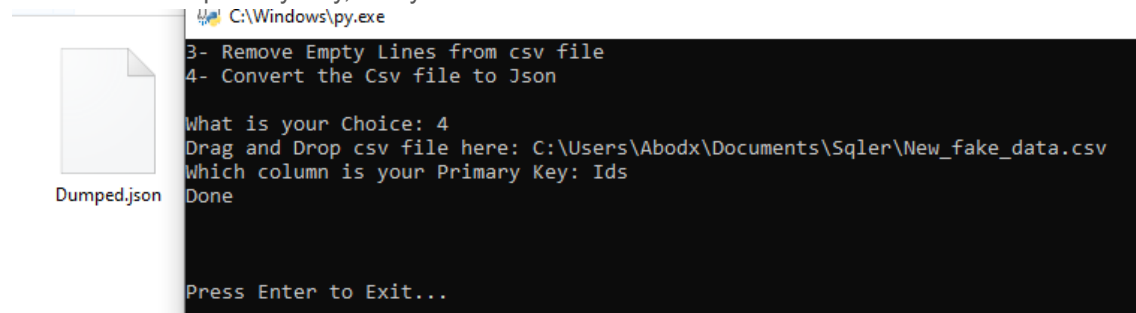 C:\Windows\py.exe
3- Remove Empty Lines from csv file
4- Convert the Csv file to Json
What is your Choice: 4
Drag and Drop csv file here: C:\Users\Abodx\Documents\Sqler\New_fake_data.csv
Which column is your Primary Key: Ids
Dumped.json
Done
Press Enter to Exit...